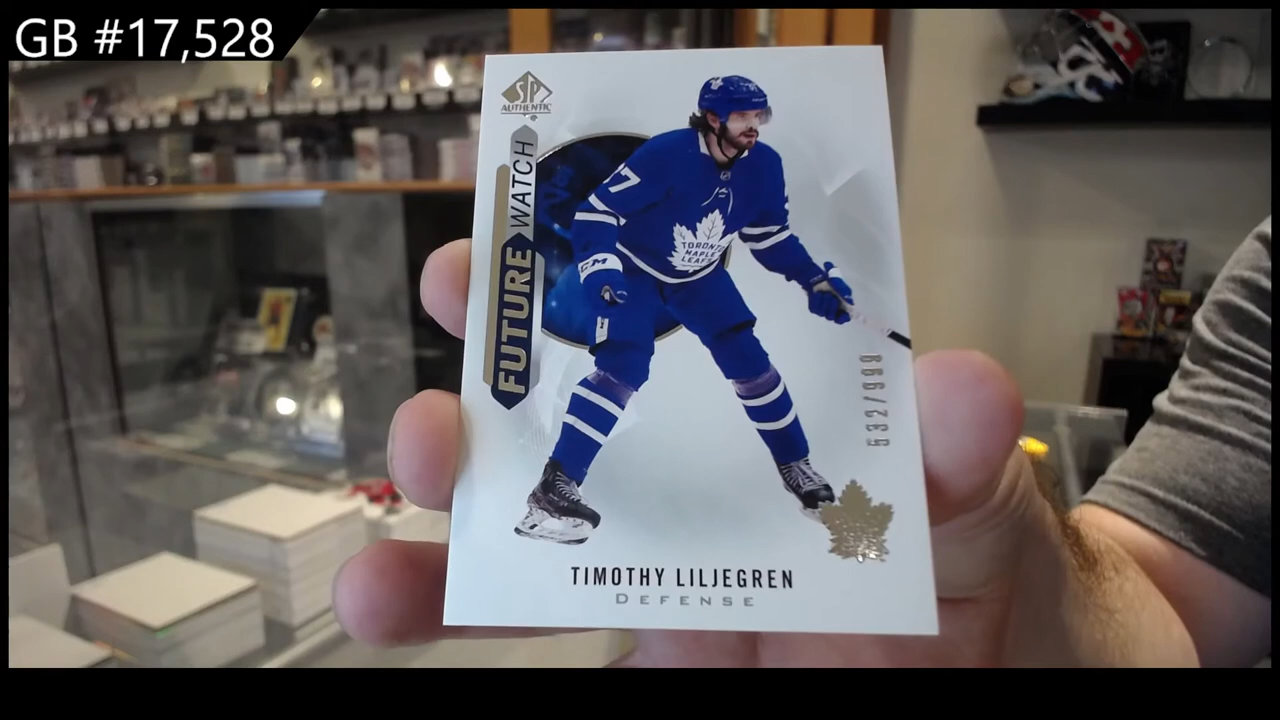 GB #17,528
SP
AUTHENTIC
FUTURE WATCH
TORONTO
MAPLE
LEAFS
CCM
532/999
TIMOTHY LILJEGREN
DEFENSE